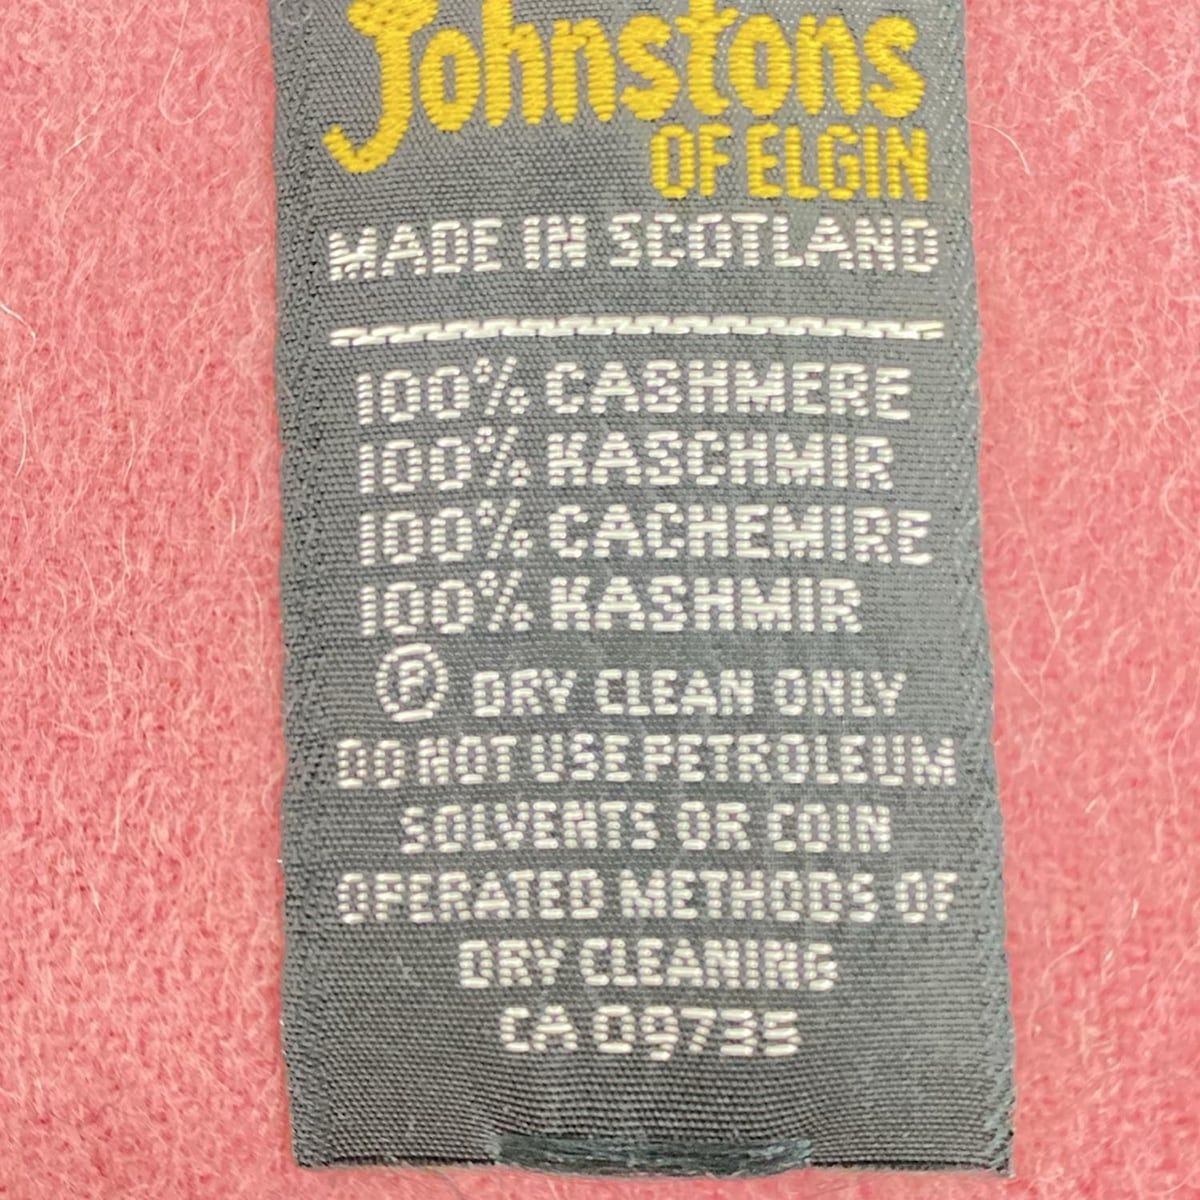 Johnstons
OF ELGIN
MADE IN SCOTLAND
100% CASHMERE
100% KASCHMIR
100% CACHEMIRE
100% KASHMIR
Ⓟ DRY CLEAN ONLY
DO NOT USE PETROLEUM
SOLVENTS OR COIN
OPERATED METHODS OF
DRY CLEANING
CA 09735